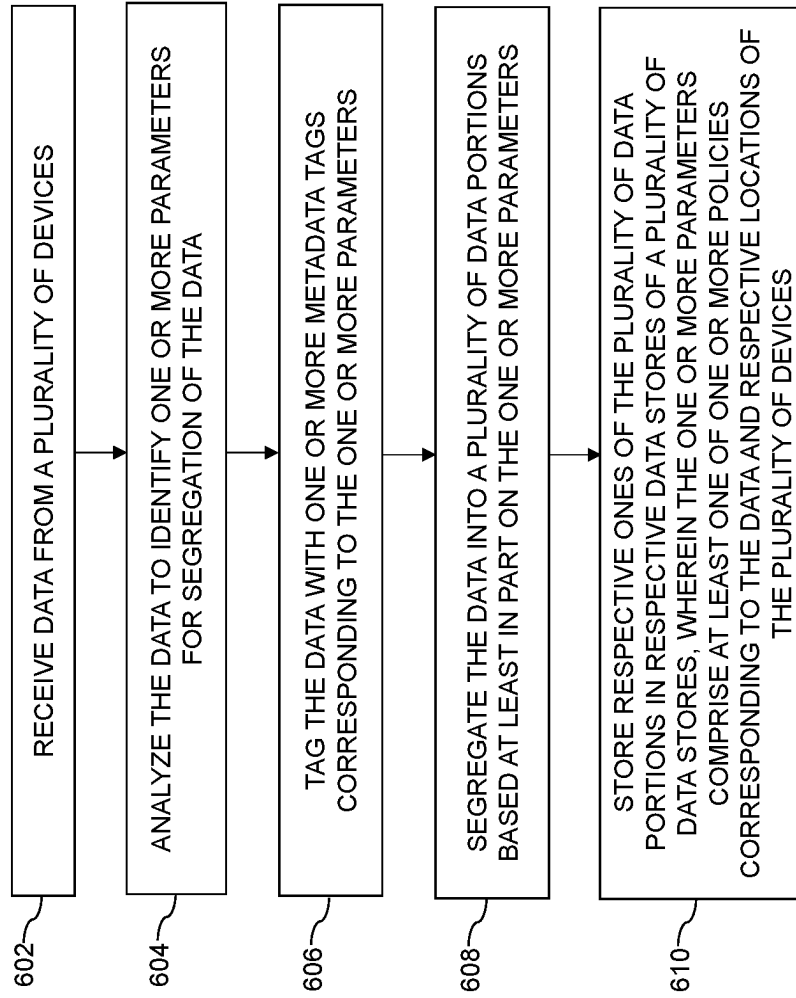 602
RECEIVE DATA FROM A PLURALITY OF DEVICES
604
ANALYZE THE DATA TO IDENTIFY ONE OR MORE PARAMETERS
FOR SEGREGATION OF THE DATA
606
TAG THE DATA WITH ONE OR MORE METADATA TAGS
CORRESPONDING TO THE ONE OR MORE PARAMETERS
608
SEGREGATE THE DATA INTO A PLURALITY OF DATA PORTIONS
BASED AT LEAST IN PART ON THE ONE OR MORE PARAMETERS
610
STORE RESPECTIVE ONES OF THE PLURALITY OF DATA
PORTIONS IN RESPECTIVE DATA STORES OF A PLURALITY OF
DATA STORES, WHEREIN THE ONE OR MORE PARAMETERS
COMPRISE AT LEAST ONE OF ONE OR MORE POLICIES
CORRESPONDING TO THE DATA AND RESPECTIVE LOCATIONS OF
THE PLURALITY OF DEVICES